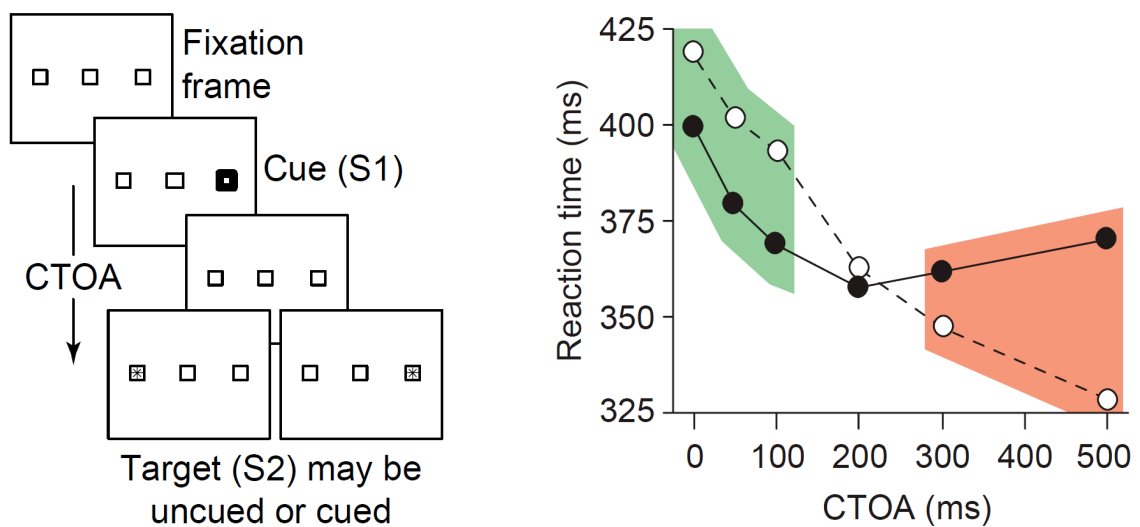 Fixation
frame
Cue (S1)
CTOA
Target (S2) may be
uncued or cued
Reaction time (ms)
425
400
375
350
325
0 100 200 300 400 500
CTOA (ms)